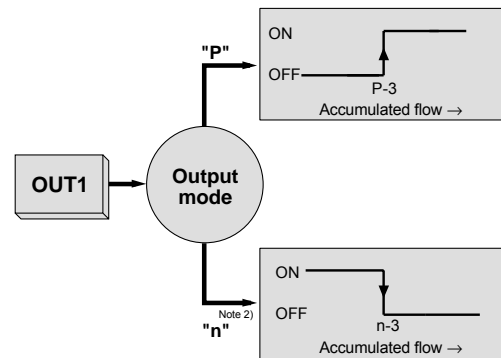 "P"
ON
OFF
P-3
Accumulated flow →
OUT1
Output
mode
Note 2)
"n"
ON
OFF
n-3
Accumulated flow →